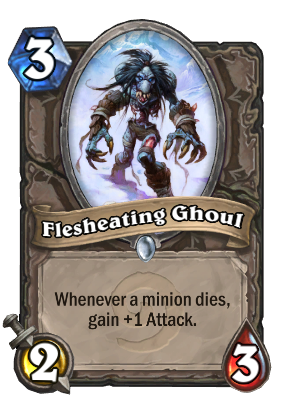 3
Flesheating Ghoul
Whenever a minion dies,
gain +1 Attack.
2
3